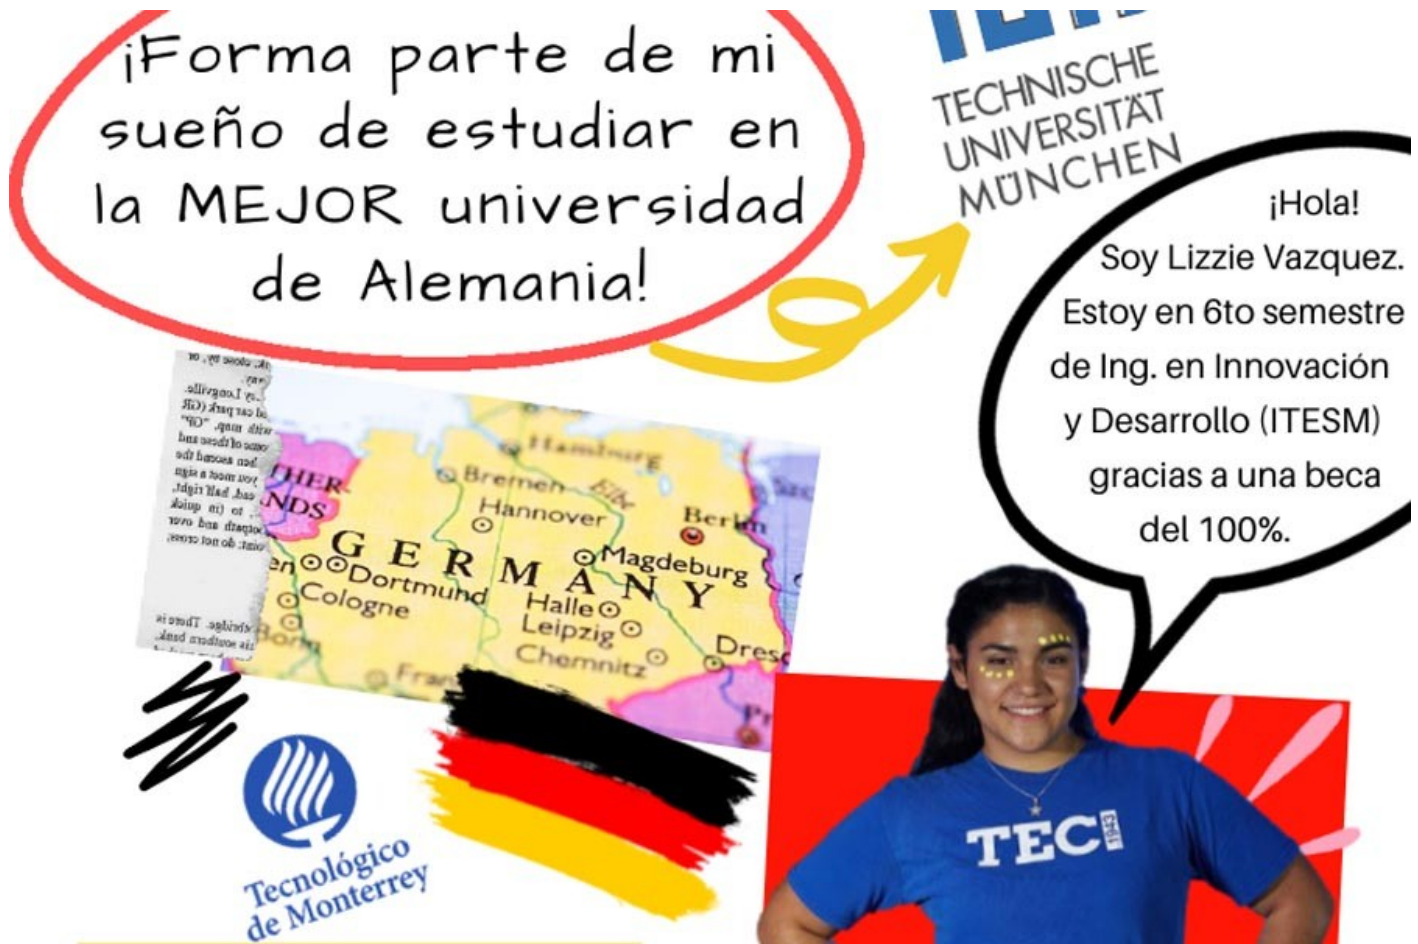 ¡Forma parte de mi
sueño de estudiar en
la MEJOR universidad
de Alemania!
TECHNISCHE
UNIVERSITÄT
MÜNCHEN
¡Hola!
Soy Lizzie Vazquez.
Estoy en 6to semestre
de Ing. en Innovación
y Desarrollo (ITESM)
gracias a una beca
del 100%.
Hamburg
Bremen
Elbe
Hannover
Berlin
GERMANY
Magdeburg
Dortmund
Cologne
Halle
Leipzig
Bonn
Chemnitz
TEC
Tecnológico
de Monterrey